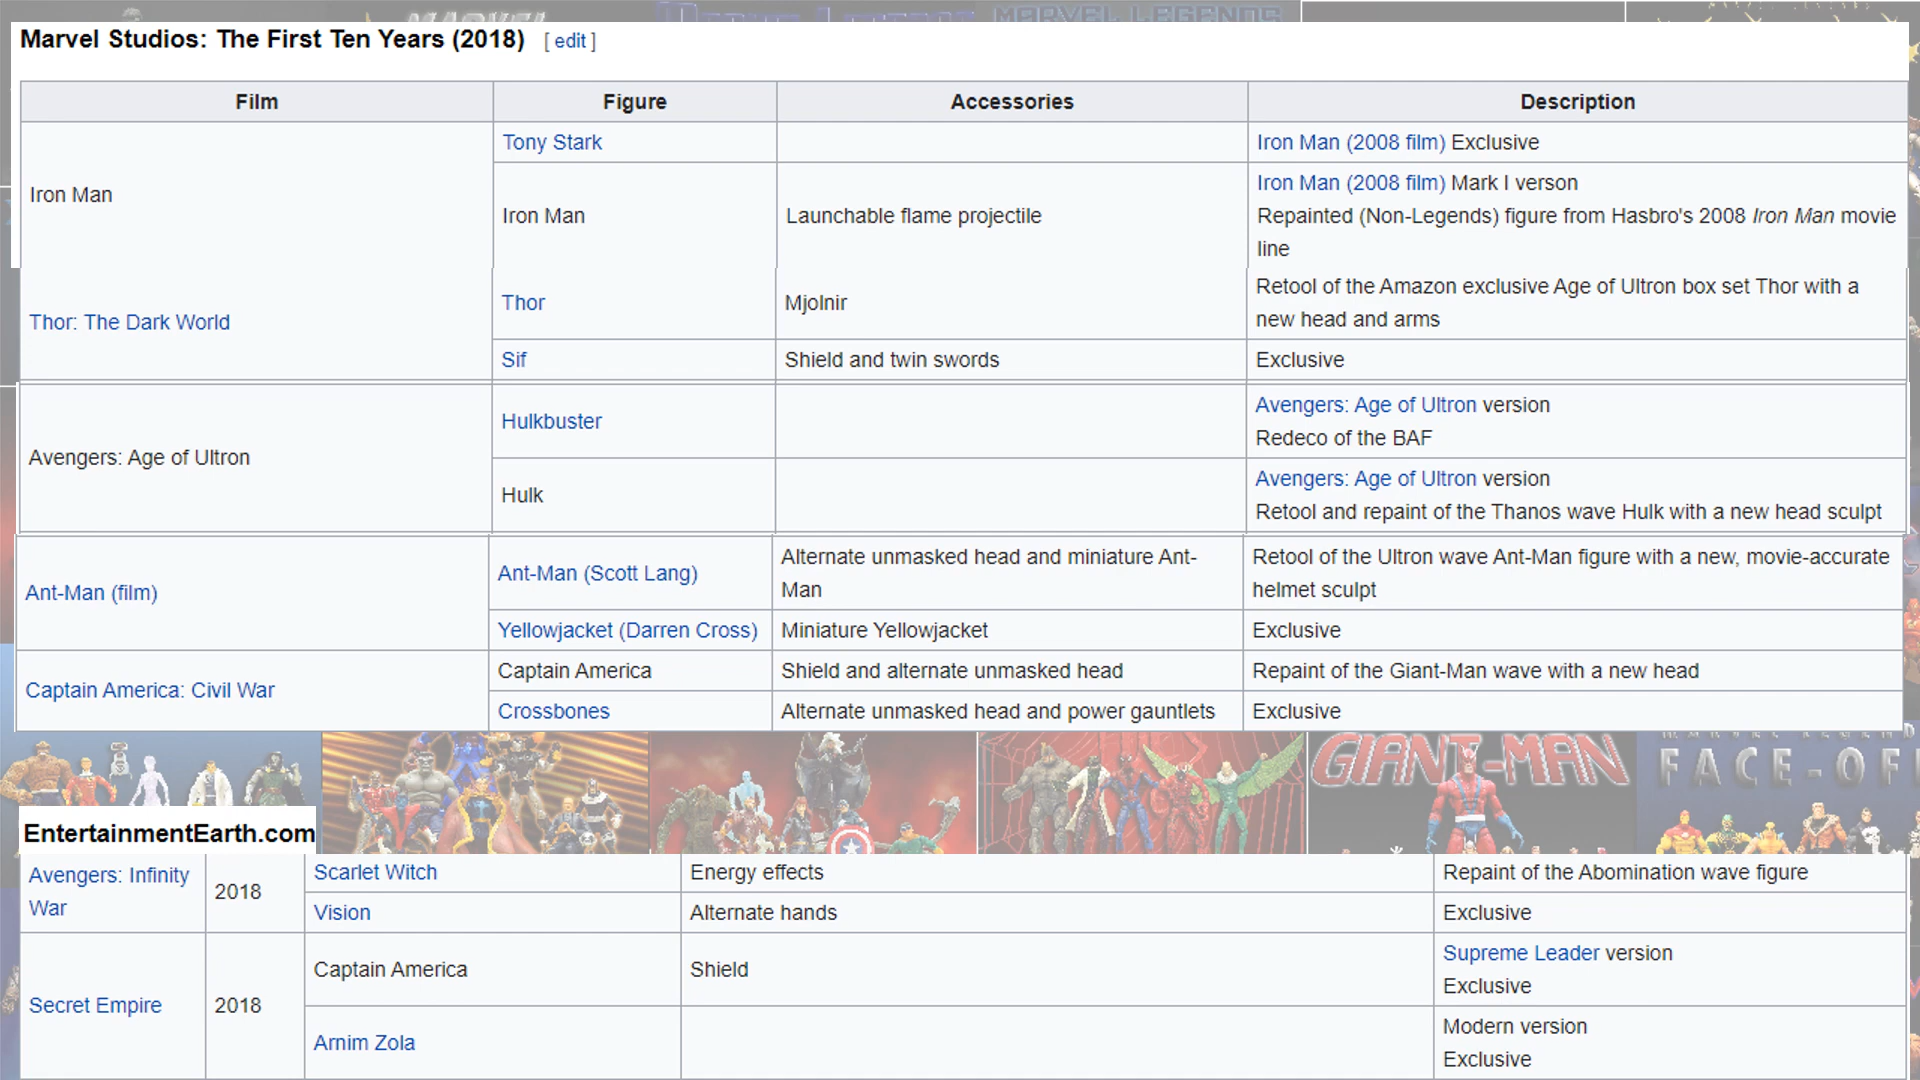 MARVEL
MARVEL LEGENDS
Marvel Studios: The First Ten Years (2018) [ edit ]
Film Figure Accessories Description
Iron Man
Tony Stark
Iron Man (2008 film) Exclusive
Iron Man
Launchable flame projectile
Iron Man (2008 film) Mark I verson
Repainted (Non-Legends) figure from Hasbro's 2008 Iron Man movie
line
Thor: The Dark World
Thor
Mjolnir
Retool of the Amazon exclusive Age of Ultron box set Thor with a
new head and arms
Sif
Shield and twin swords
Exclusive
Avengers: Age of Ultron
Hulkbuster
Avengers: Age of Ultron version
Redeco of the BAF
Hulk
Avengers: Age of Ultron version
Retool and repaint of the Thanos wave Hulk with a new head sculpt
Ant-Man (film)
Ant-Man (Scott Lang)
Alternate unmasked head and miniature Ant-
Man
Retool of the Ultron wave Ant-Man figure with a new, movie-accurate
helmet sculpt
Yellowjacket (Darren Cross)
Miniature Yellowjacket
Exclusive
Captain America: Civil War
Captain America
Shield and alternate unmasked head
Repaint of the Giant-Man wave with a new head
Crossbones
Alternate unmasked head and power gauntlets
Exclusive
GIANT-MAN
FACE-OF
EntertainmentEarth.com
Avengers: Infinity
War
2018
Scarlet Witch
Energy effects
Repaint of the Abomination wave figure
Vision
Alternate hands
Exclusive
Secret Empire
2018
Captain America
Shield
Supreme Leader version
Exclusive
Arnim Zola
Modern version
Exclusive